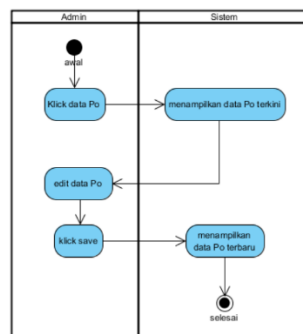 Admin
Sistem
awal
Klick data Po
menampilkan data Po terkini
edit data Po
klick save
menampilkan
data Po terbaru
selesai